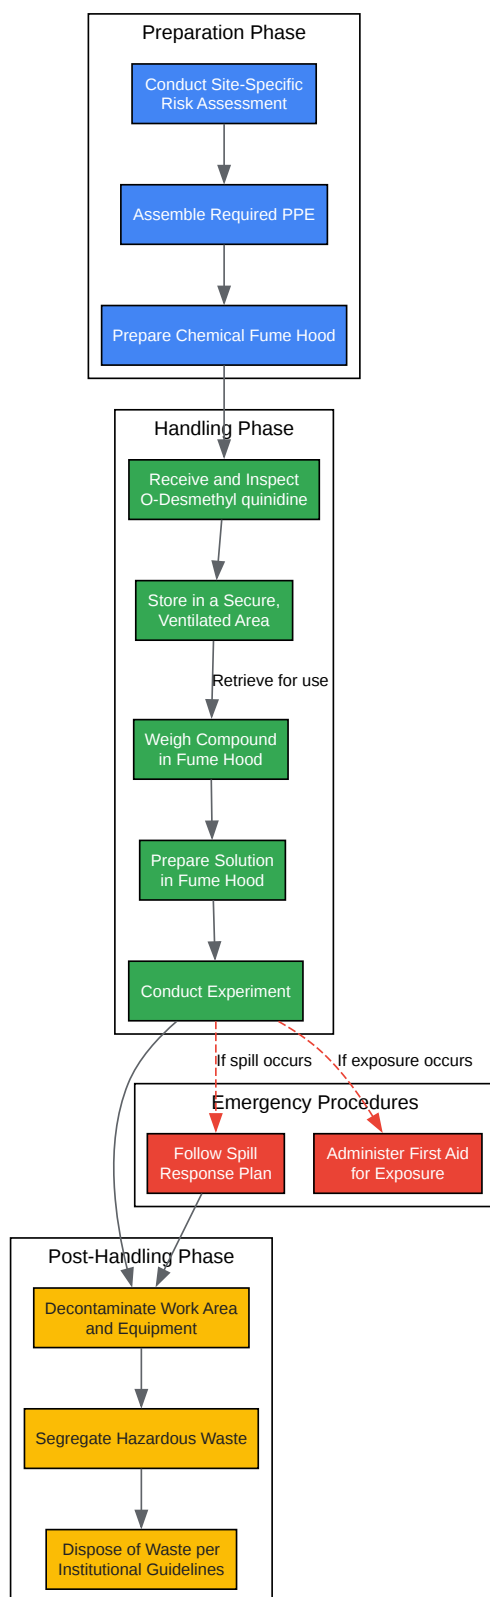 Preparation Phase
Conduct Site-Specific
Risk Assessment
Assemble Required PPE
Prepare Chemical Fume Hood
Handling Phase
Receive and Inspect
O-Desmethyl quinidine
Store in a Secure,
Ventilated Area
Retrieve for use
Weigh Compound
in Fume Hood
Prepare Solution
in Fume Hood
Conduct Experiment
If spill occurs
If exposure occurs
Emergency Procedures
Follow Spill
Response Plan
Administer First Aid
for Exposure
Post-Handling Phase
Decontaminate Work Area
and Equipment
Segregate Hazardous Waste
Dispose of Waste per
Institutional Guidelines